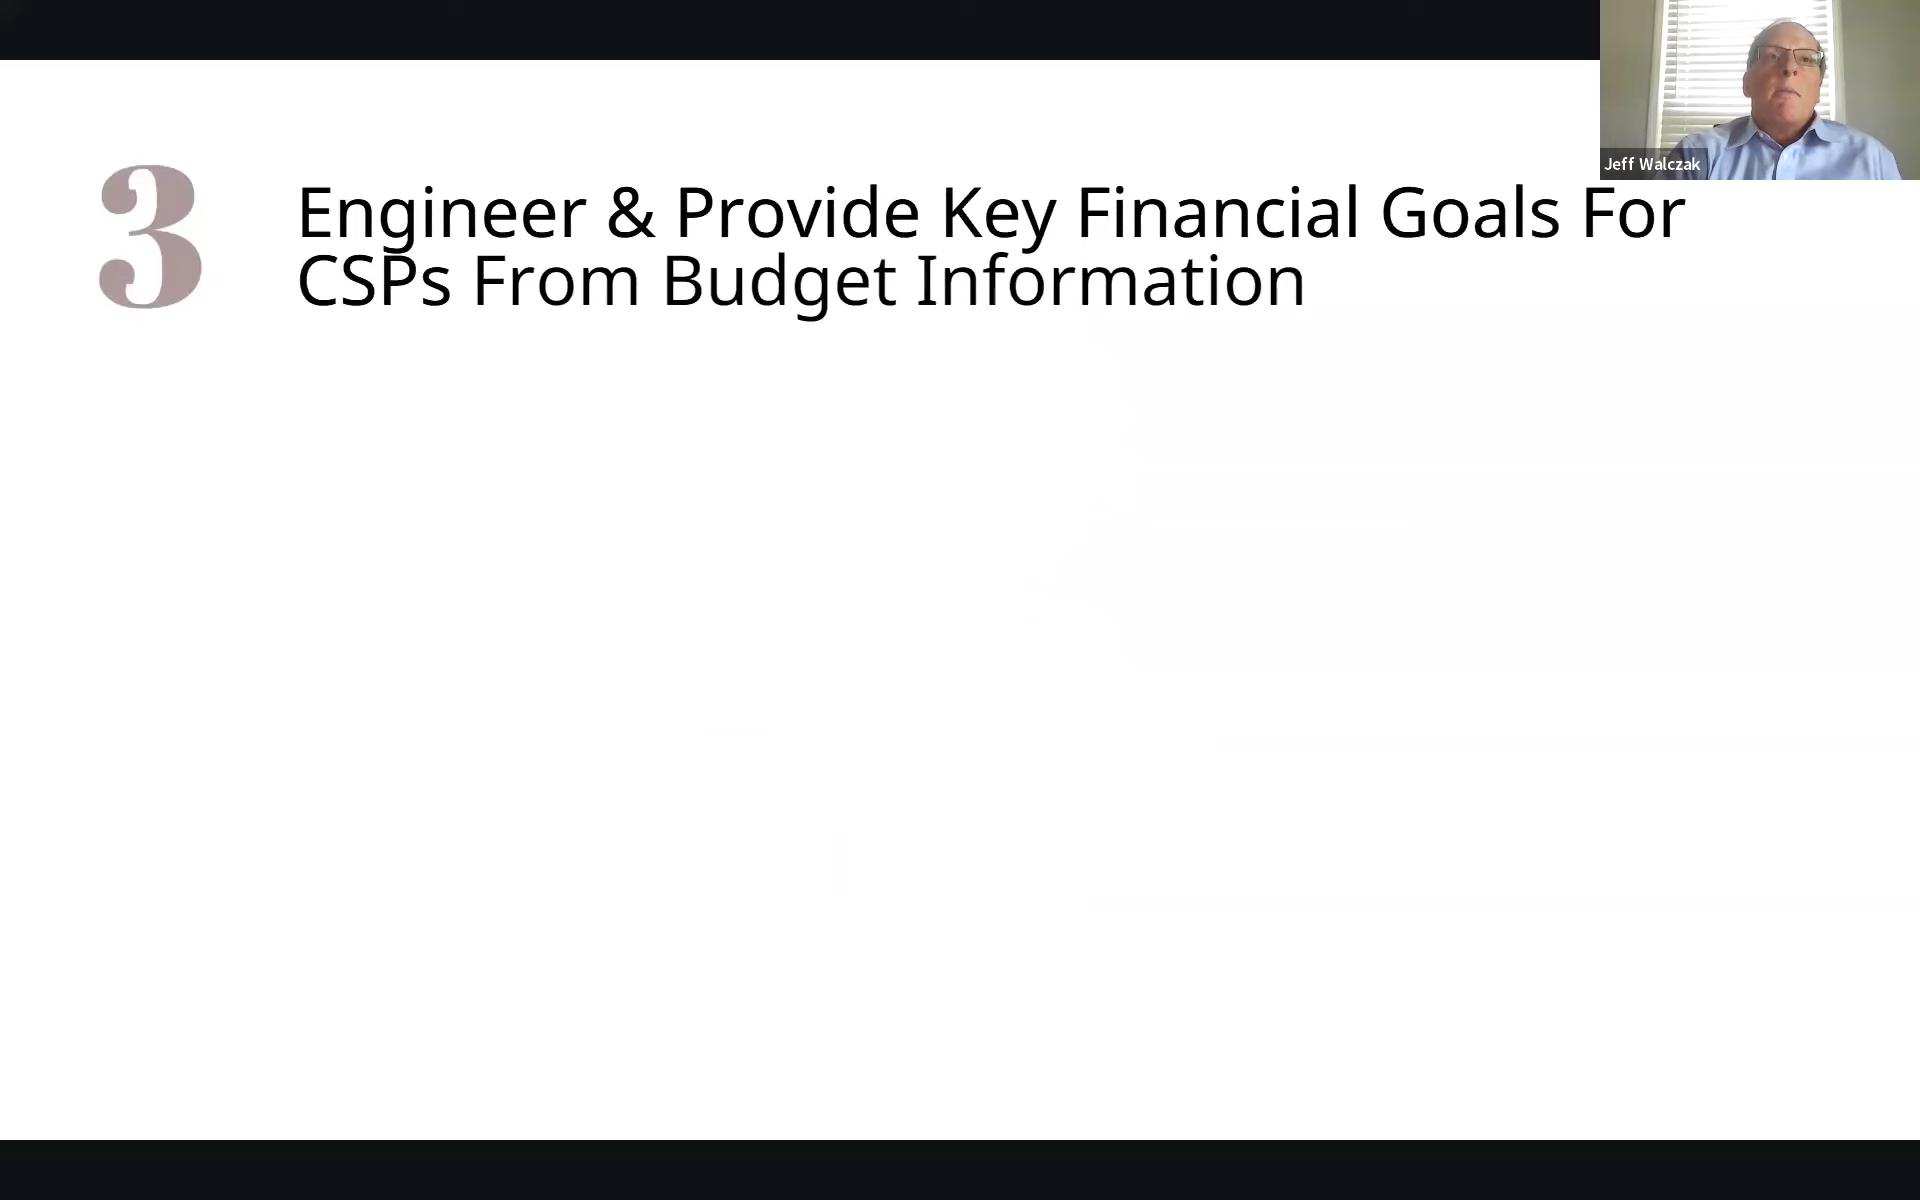 Jeff Walczak
3
Engineer & Provide Key Financial Goals For
CSPs From Budget Information